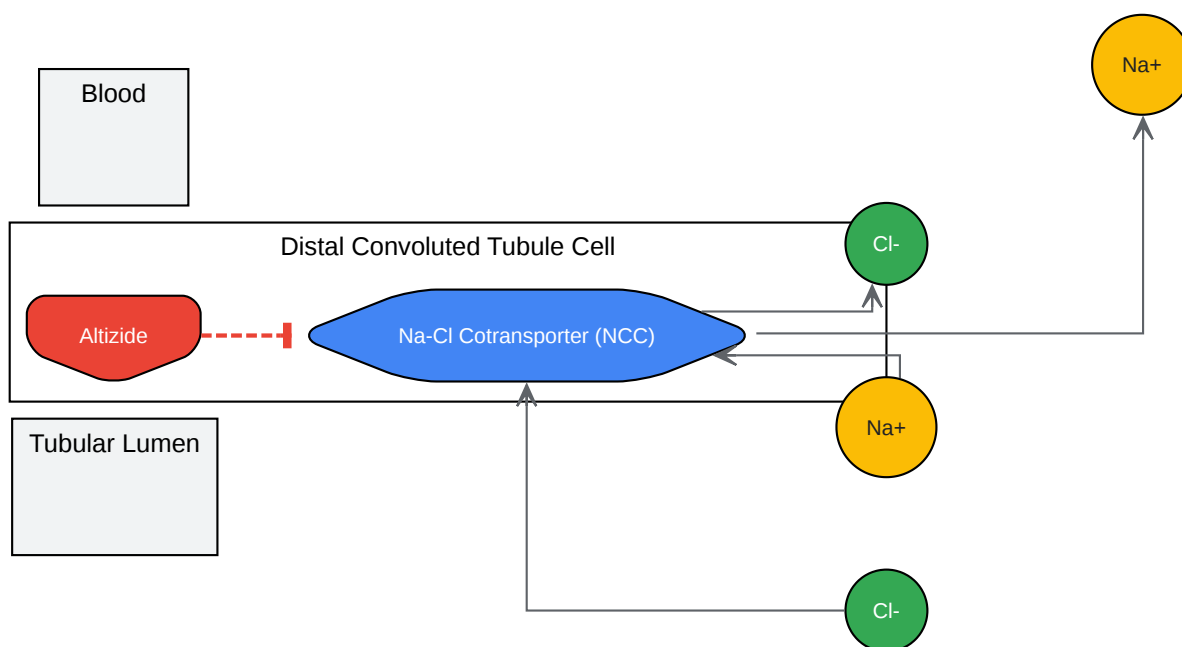 Na+
Blood
Cl-
Distal Convoluted Tubule Cell
Altizide
Na-Cl Cotransporter (NCC)
Na+
Tubular Lumen
Cl-